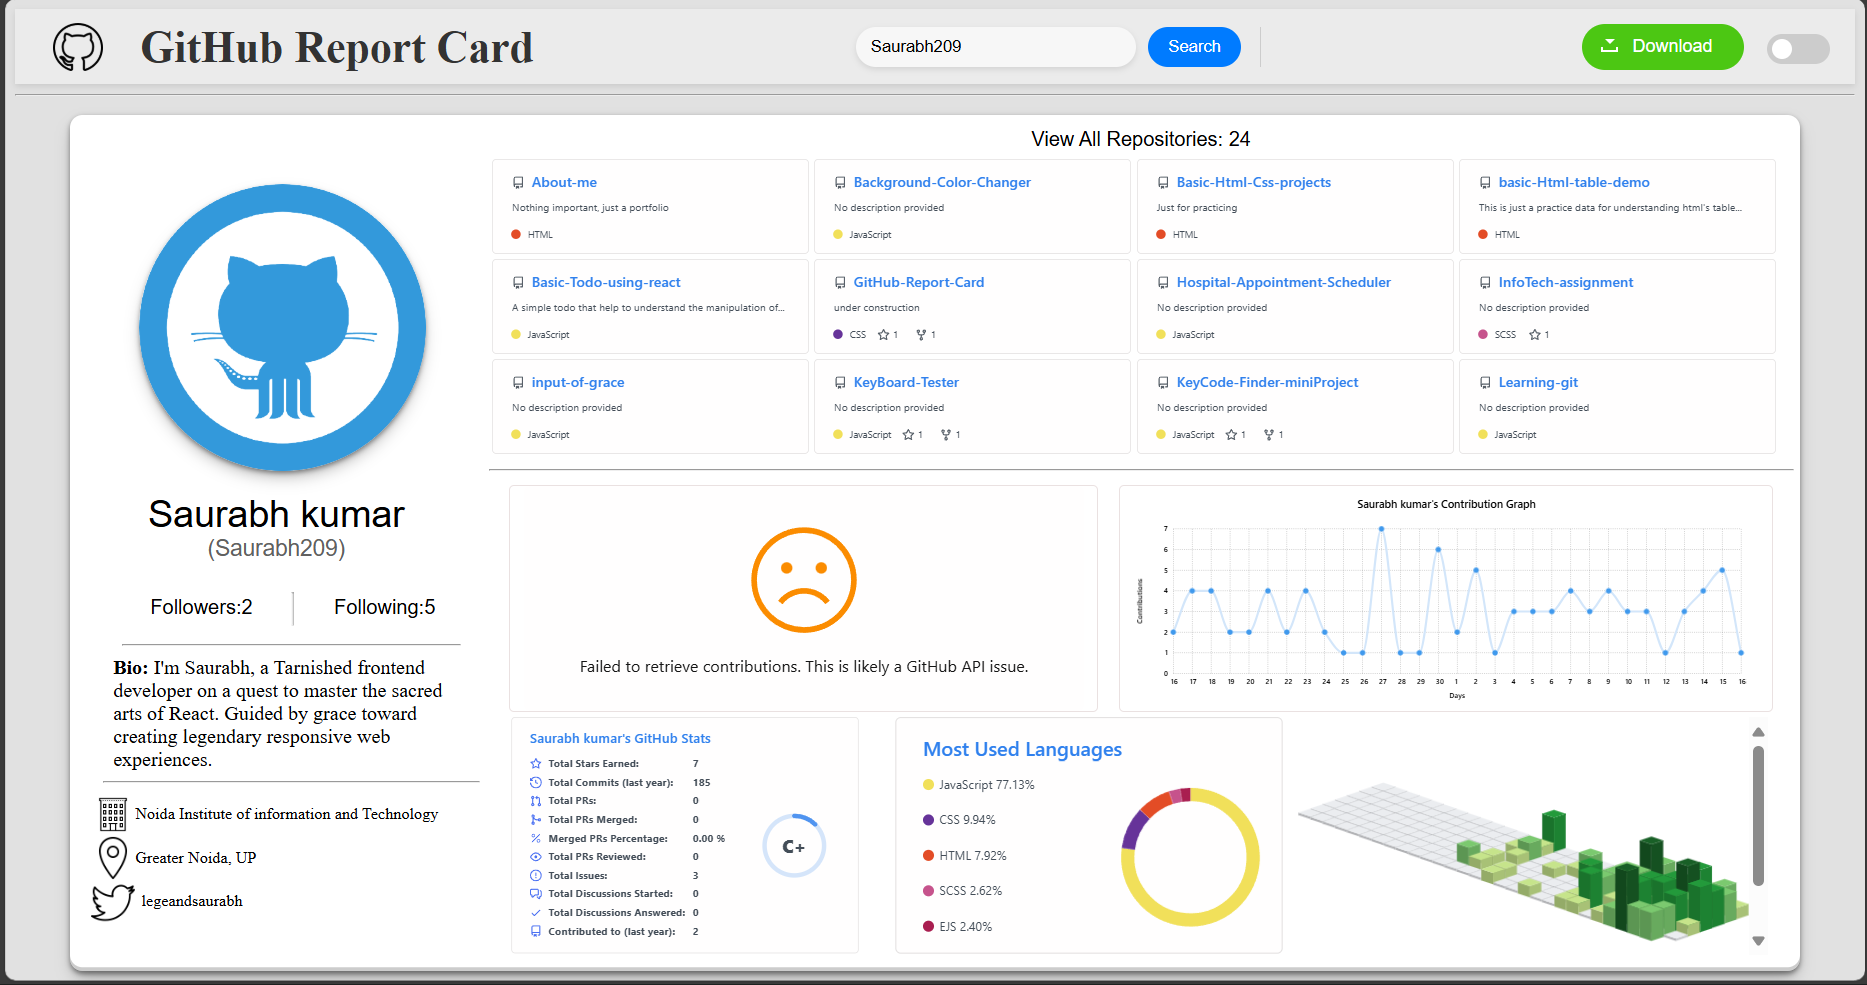 GitHub Report Card
Saurabh209
Search
Download
Saurabh kumar
(Saurabh209)
Followers:2
Following:5
Bio: I'm Saurabh, a Tarnished frontend
developer on a quest to master the sacred
arts of React. Guided by grace toward
creating legendary responsive web
experiences.
Noida Institute of information and Technology
Greater Noida, UP
legeandsaurabh
View All Repositories: 24
About-me
Nothing important, just a portfolio
HTML
Background-Color-Changer
No description provided
JavaScript
Basic-Html-Css-projects
Just for practicing
HTML
basic-Html-table-demo
This is just a practice data for understanding html's table...
HTML
Basic-Todo-using-react
A simple todo that help to understand the manipulation of...
JavaScript
GitHub-Report-Card
under construction
CSS 1 1
Hospital-Appointment-Scheduler
No description provided
JavaScript
InfoTech-assignment
No description provided
SCSS 1
input-of-grace
No description provided
JavaScript
KeyBoard-Tester
No description provided
JavaScript 1 1
KeyCode-Finder-miniProject
No description provided
JavaScript 1 1
Learning-git
No description provided
JavaScript
Failed to retrieve contributions. This is likely a GitHub API issue.
Saurabh kumar's Contribution Graph
Contributions
7
6
5
4
3
2
1
0
16 17 18 19 20 21 22 23 24 25 26 27 28 29 30 1 2 3 4 5 6 7 8 9 10 11 12 13 14 15 16
Days
Saurabh kumar's GitHub Stats
Total Stars Earned: 7
Total Commits (last year): 185
Total PRs: 0
Total PRs Merged: 0
Merged PRs Percentage: 0.00 %
Total PRs Reviewed: 0
Total Issues: 3
Total Discussions Started: 0
Total Discussions Answered: 0
Contributed to (last year): 2
C+
Most Used Languages
JavaScript 77.13%
CSS 9.94%
HTML 7.92%
SCSS 2.62%
EJS 2.40%